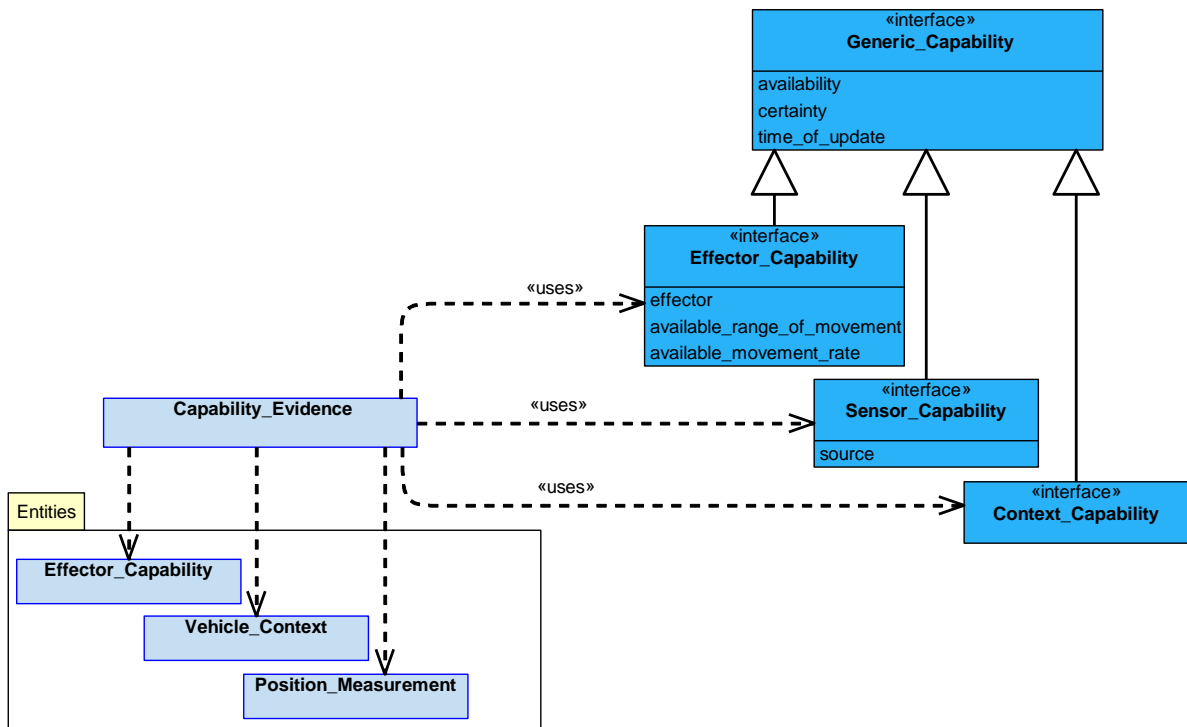 «interface»
Generic_Capability
availability
certainty
time_of_update
«interface»
Effector_Capability
effector
available_range_of_movement
available_movement_rate
«uses»
«interface»
Sensor_Capability
source
«uses»
Capability_Evidence
«uses»
«interface»
Context_Capability
Entities
Effector_Capability
Vehicle_Context
Position_Measurement